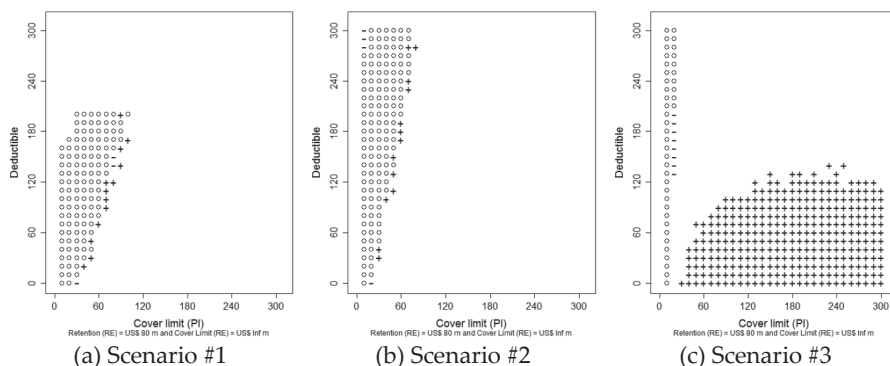 300
240
180
120
60
0
Deductible
0 60 120 180 240 300
Cover limit (PI)
Retention (RE) = US$ 80 m and Cover Limit (RE) = US$ Inf m
(a) Scenario #1
300
240
180
120
60
0
Deductible
0 60 120 180 240 300
Cover limit (PI)
Retention (RE) = US$ 80 m and Cover Limit (RE) = US$ Inf m
(b) Scenario #2
300
240
180
120
60
0
Deductible
0 60 120 180 240 300
Cover limit (PI)
Retention (RE) = US$ 80 m and Cover Limit (RE) = US$ Inf m
(c) Scenario #3